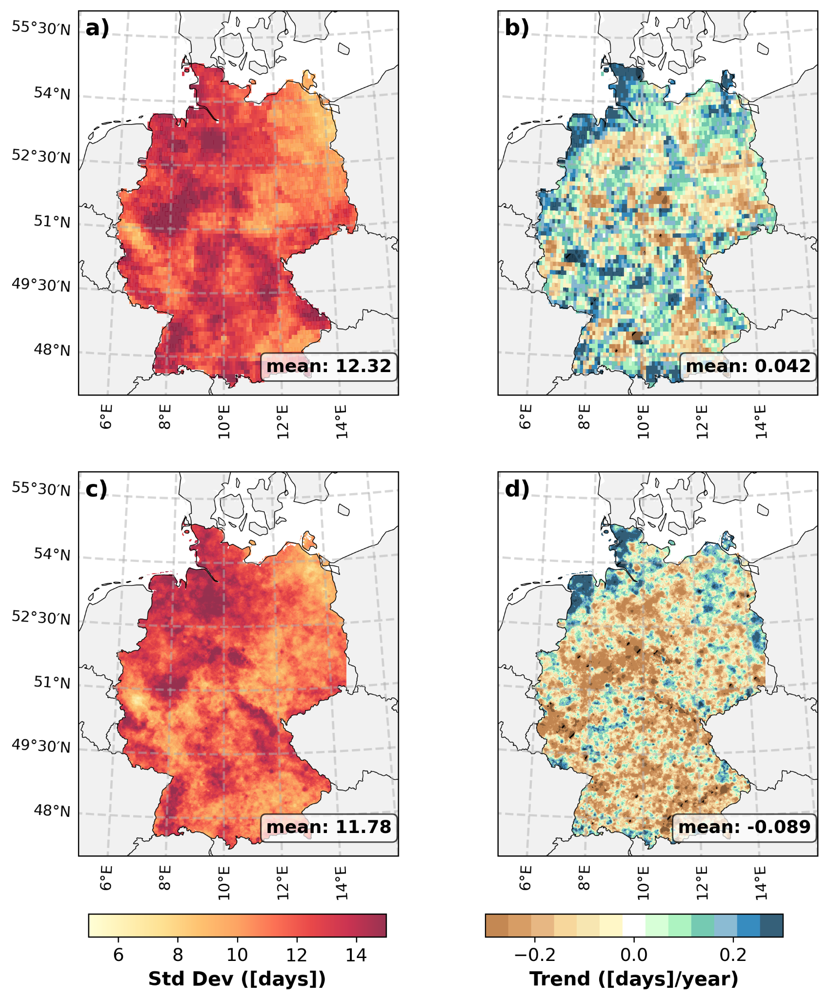 a)
b)
55°30′N
54°N
52°30′N
51°N
49°30′N
48°N
mean: 12.32
mean: 0.042
6°E
8°E
10°E
12°E
14°E
6°E
8°E
10°E
12°E
14°E
c)
d)
55°30′N
54°N
52°30′N
51°N
49°30′N
48°N
mean: 11.78
mean: -0.089
6°E
8°E
10°E
12°E
14°E
6°E
8°E
10°E
12°E
14°E
6 8 10 12 14
Std Dev ([days])
−0.2 0.0 0.2
Trend ([days]/year)